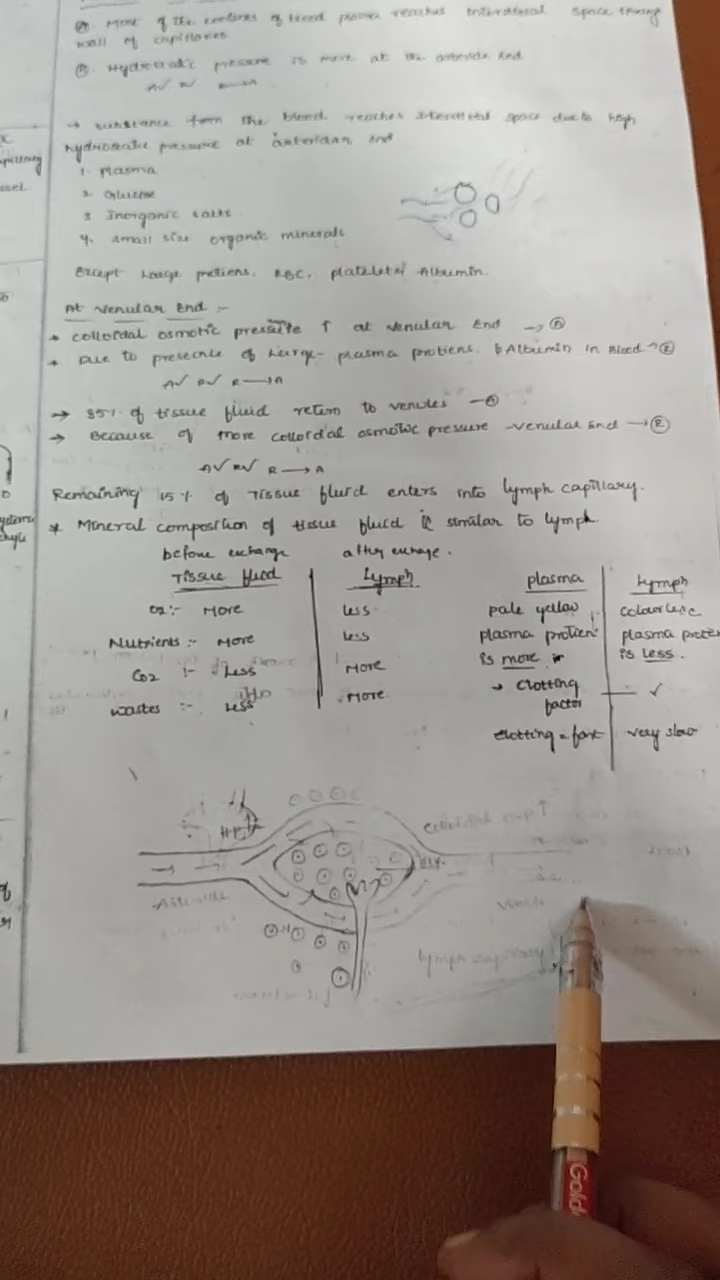 (A) Most of the contents of blood plasma reaches interstitial space through
wall of capillaries
(R) Hydrostatic pressure is more at the arteriole End
A✓ R✓ R→A
→ substance from the blood reaches interstitial space due to high
hydrostatic pressure at arteriolar end
1. plasma
2. Glucose
3 Inorganic salts
4. small size organic minerals
Except Large protiens, RBC, platelets, Albumin.
At venular End :-
* colloidal osmotic pressure ↑ at venular End → (A)
* Due to presence of Large-plasma protiens & Albumin in Blood → (R)
A✓ R✓ R → A
→ 85% of tissue fluid return to venules - (A)
→ Because of more colloidal osmotic pressure -venular End → (R)
A✓ R✓ R → A
Remaining 15% of Tissue fluid enters into lymph capillary.
* Mineral composition of tissue fluid is similar to lymph
before exchange after exchange.
Tissue fluid Lymph plasma Lymph
O2:- More less pale yellow colourless
Nutrients :- More less plasma protien plasma protein
is more is less.
CO2 :- Less More
→ Clotting factor ✓
wastes :- less More
clotting = fast very slow
H.P↑
colloidal
Arteriole
venule
lymph capillary
Gold